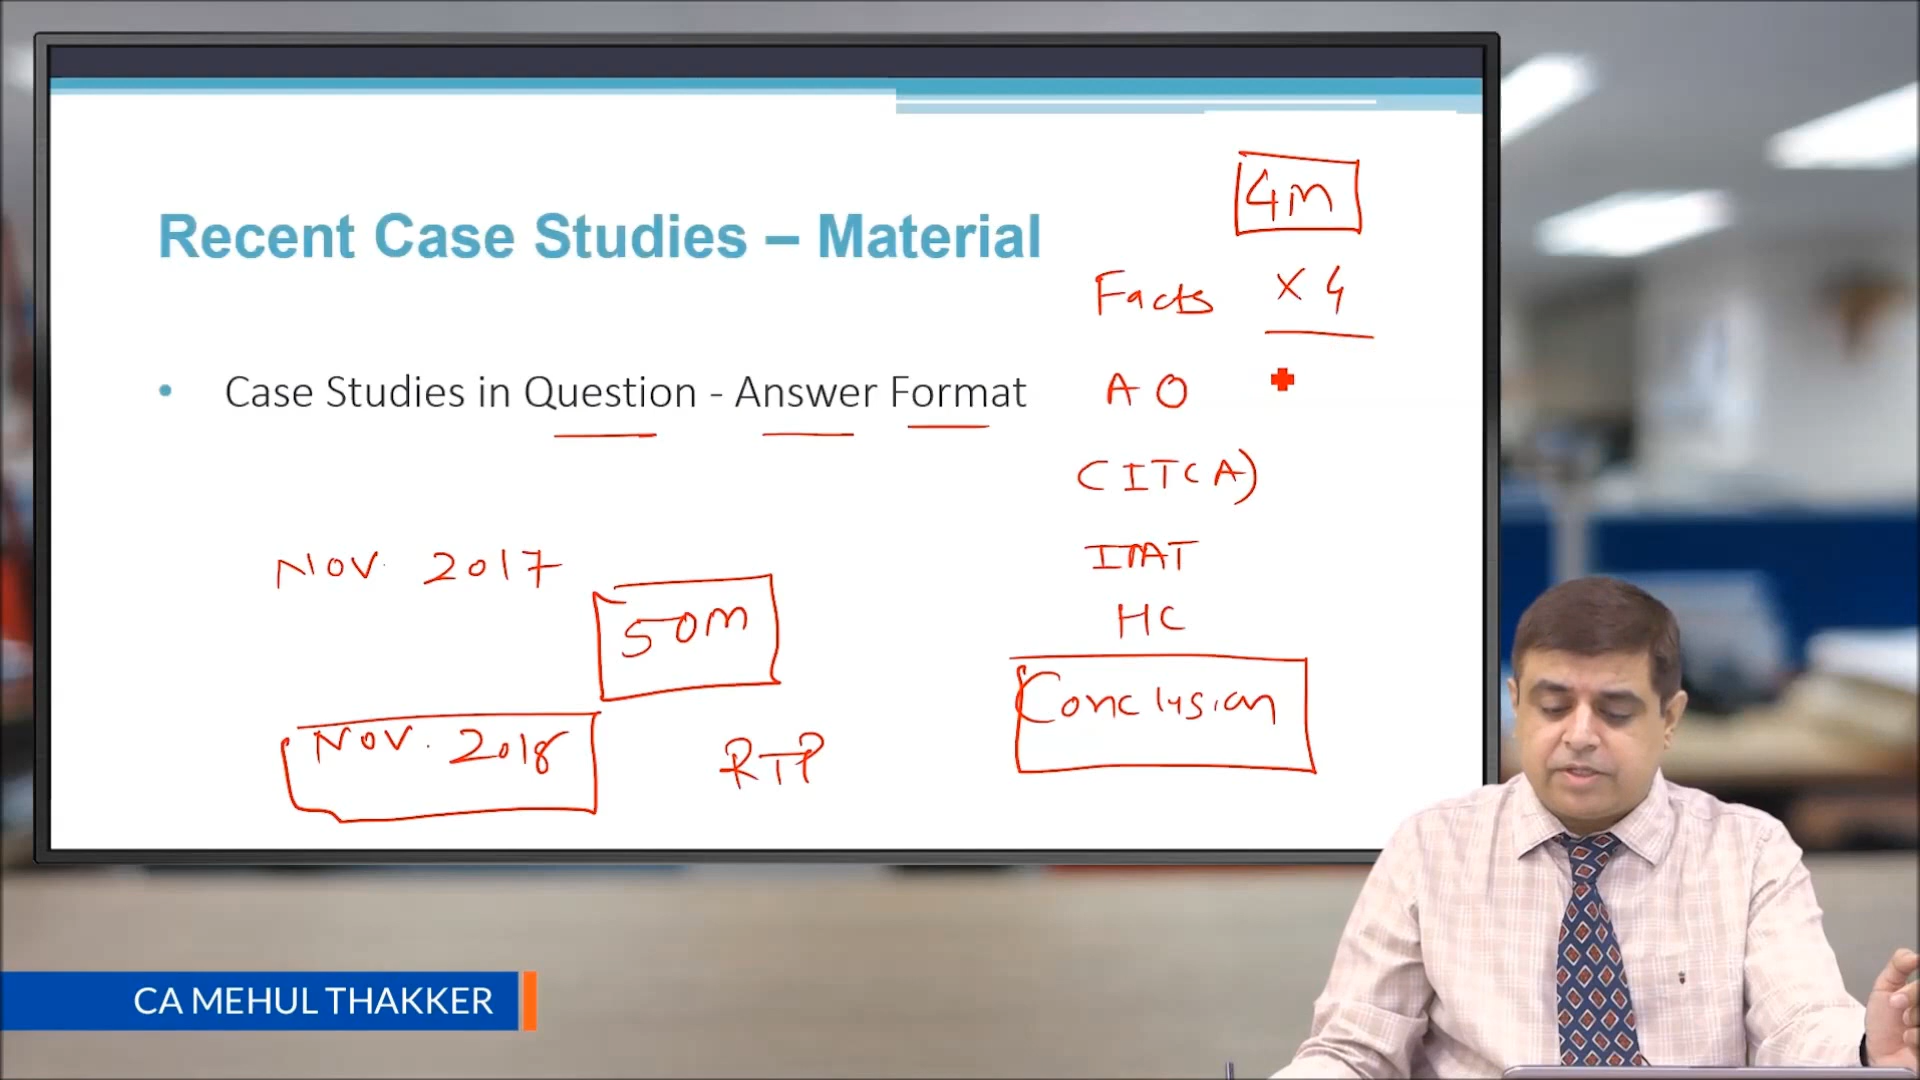 4m
Recent Case Studies – Material
Facts × 4
• Case Studies in Question - Answer Format
A O
CIT(A)
ITAT
Nov. 2017
HC
50m
Conclusion
Nov. 2018
RTP
CA MEHUL THAKKER